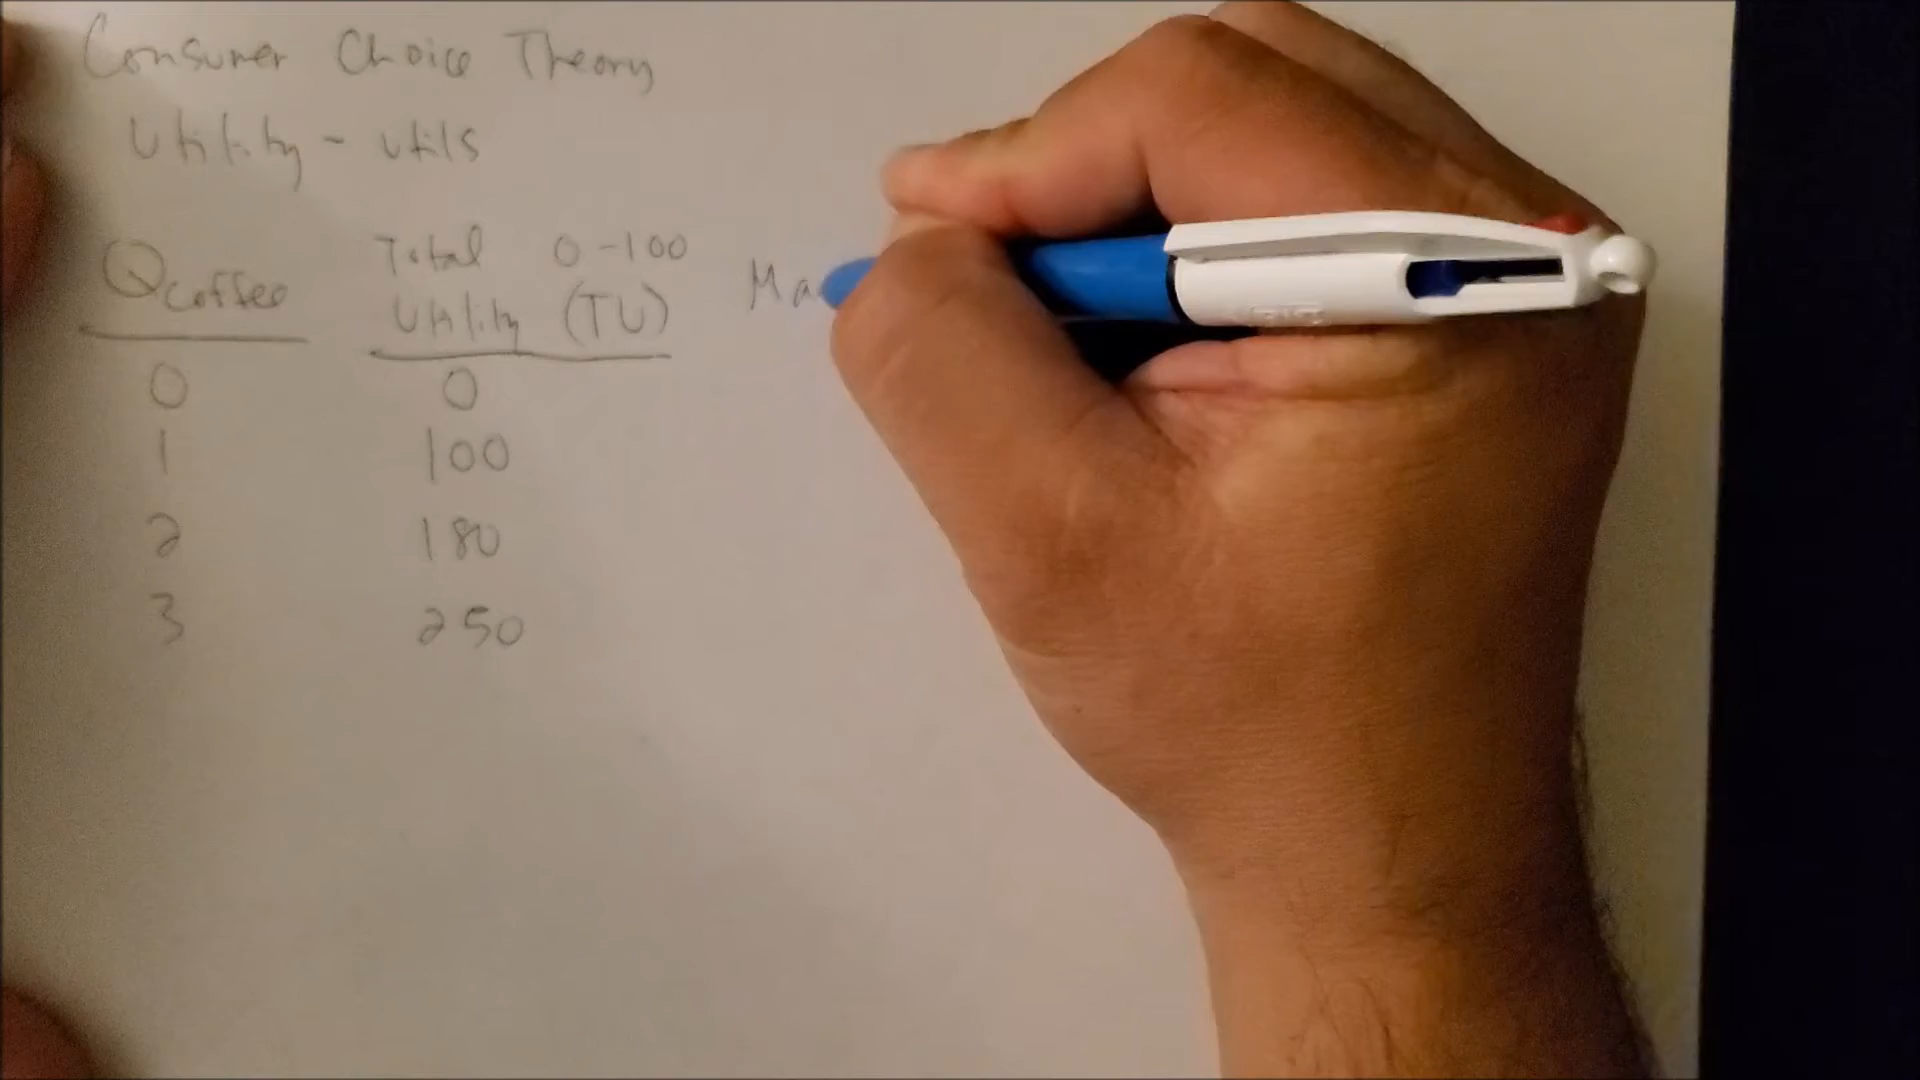 Consumer Choice Theory
Utility - utils
Qcoffee
Total 0-100
Utility (TU)
Ma
0 0
1 100
2 180
3 250
BIC